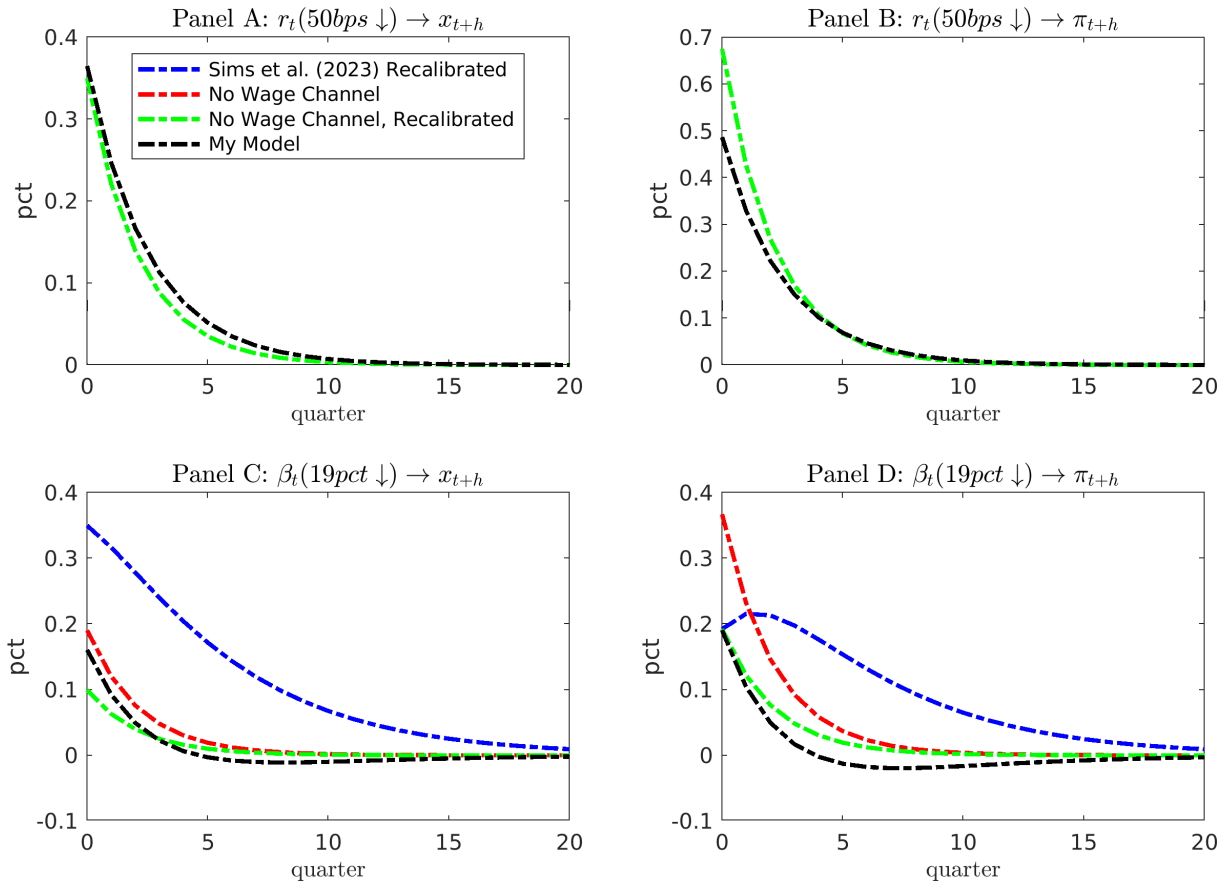 Panel A: r_t(50bps ↓) → x_{t+h}
0.4
0.3
0.2
0.1
0
pct
Sims et al. (2023) Recalibrated
No Wage Channel
No Wage Channel, Recalibrated
My Model
0 5 10 15 20
quarter
Panel B: r_t(50bps ↓) → π_{t+h}
0.7
0.6
0.5
0.4
0.3
0.2
0.1
0
pct
0 5 10 15 20
quarter
Panel C: β_t(19pct ↓) → x_{t+h}
0.4
0.3
0.2
0.1
0
-0.1
pct
0 5 10 15 20
quarter
Panel D: β_t(19pct ↓) → π_{t+h}
0.4
0.3
0.2
0.1
0
-0.1
pct
0 5 10 15 20
quarter